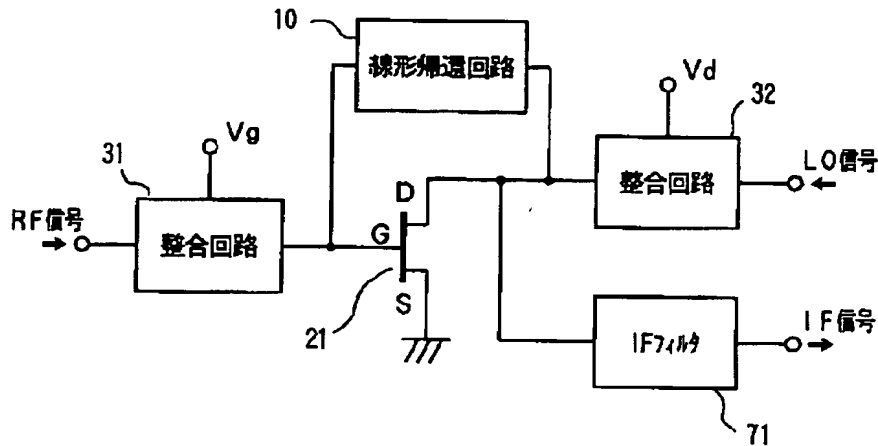 10
線形帰還回路
Vd
32
31
Vg
LO信号
整合回路
D
RF信号
整合回路
G
S
21
IFフィルタ
IF信号
71